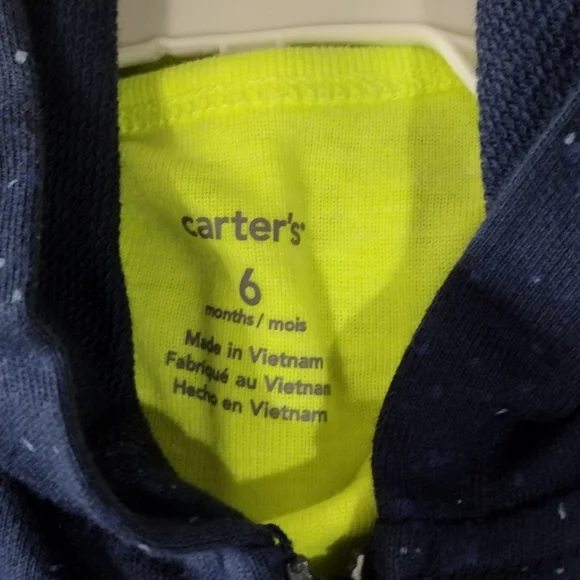 carter's
6
months / mois
Made in Vietnam
Fabriqué au Vietnam
Hecho en Vietnam